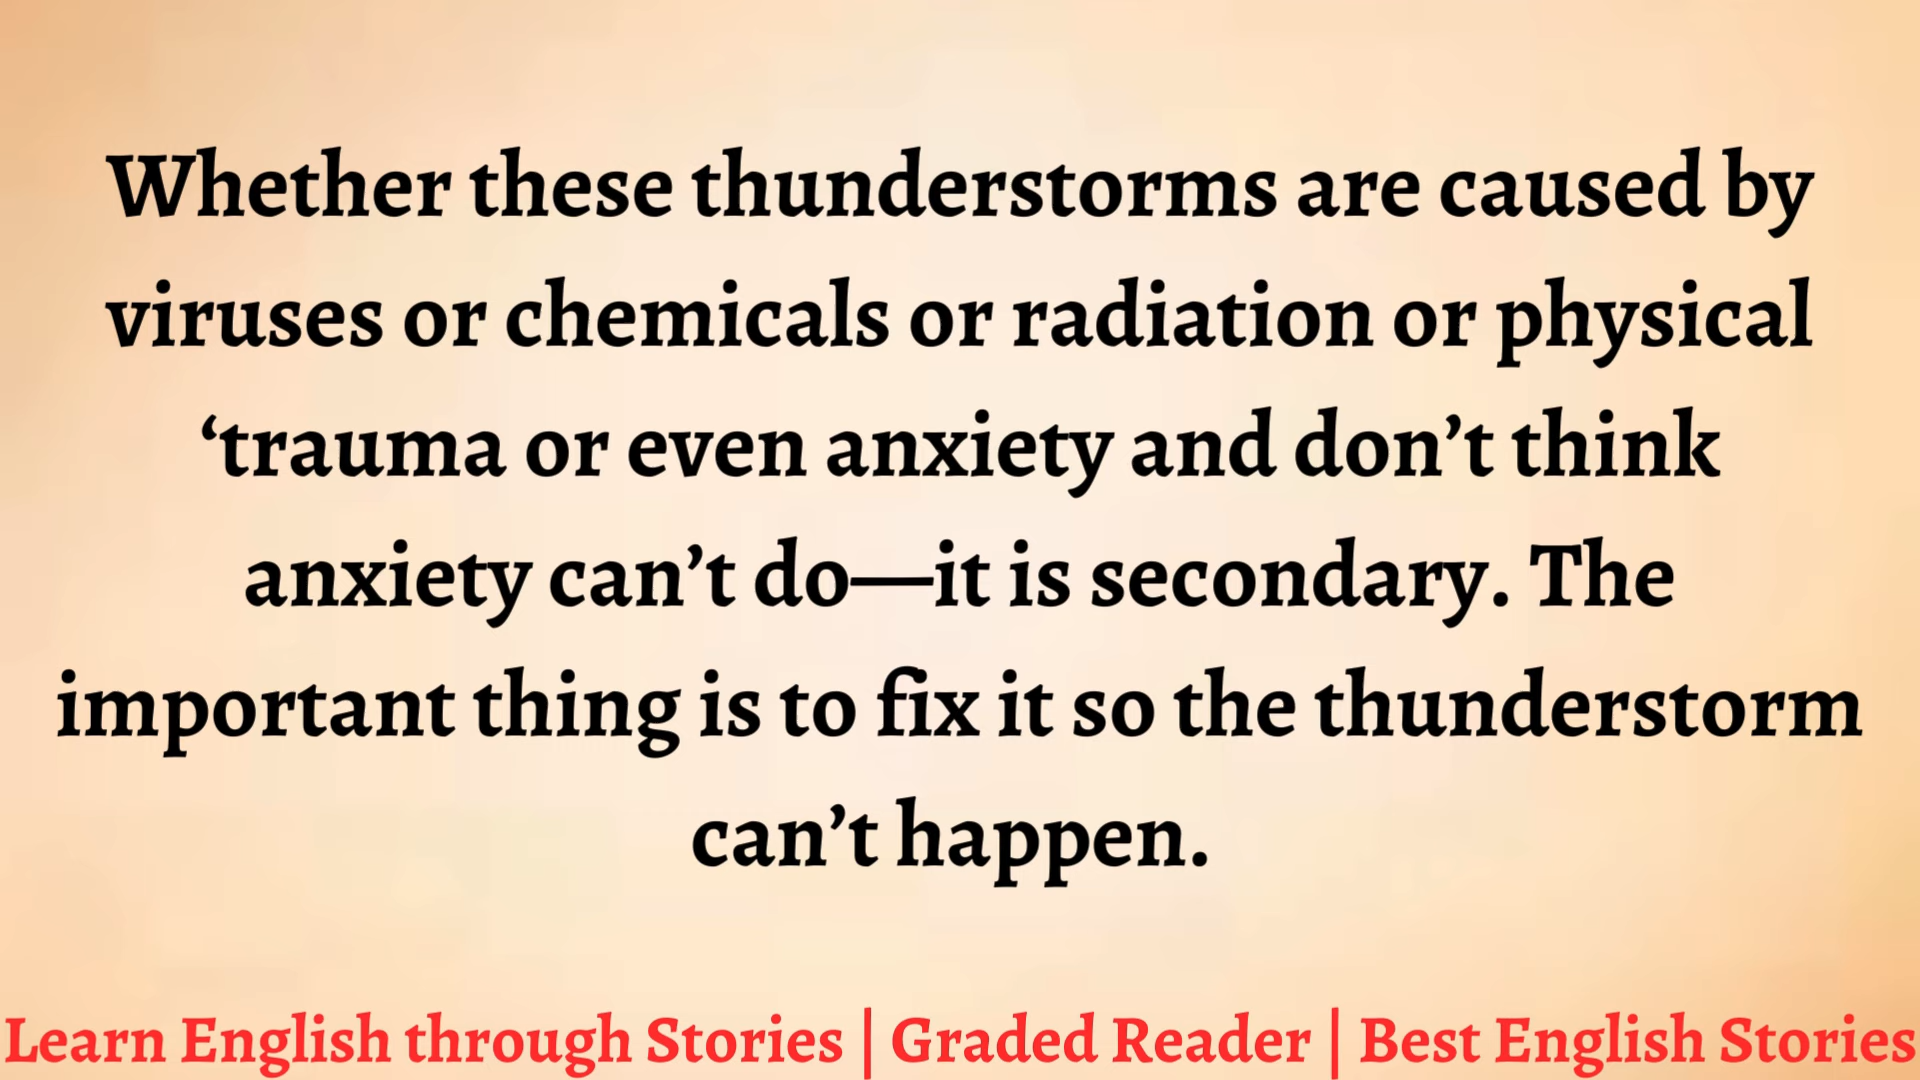 Whether these thunderstorms are caused by
viruses or chemicals or radiation or physical
‘trauma or even anxiety and don’t think
anxiety can’t do—it is secondary. The
important thing is to fix it so the thunderstorm
can’t happen.
Learn English through Stories | Graded Reader | Best English Stories